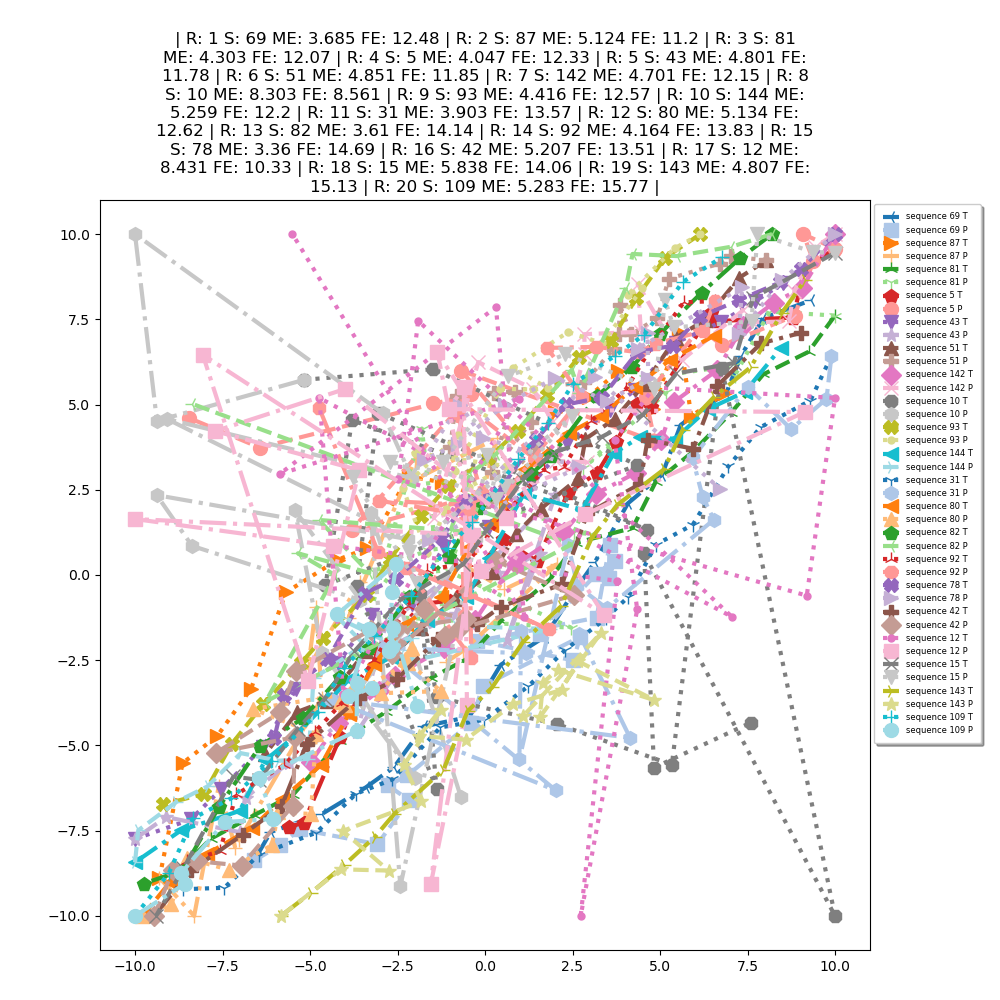 | R: 1 S: 69 ME: 3.685 FE: 12.48 | R: 2 S: 87 ME: 5.124 FE: 11.2 | R: 3 S: 81
ME: 4.303 FE: 12.07 | R: 4 S: 5 ME: 4.047 FE: 12.33 | R: 5 S: 43 ME: 4.801 FE:
11.78 | R: 6 S: 51 ME: 4.851 FE: 11.85 | R: 7 S: 142 ME: 4.701 FE: 12.15 | R: 8
S: 10 ME: 8.303 FE: 8.561 | R: 9 S: 93 ME: 4.416 FE: 12.57 | R: 10 S: 144 ME:
5.259 FE: 12.2 | R: 11 S: 31 ME: 3.903 FE: 13.57 | R: 12 S: 80 ME: 5.134 FE:
12.62 | R: 13 S: 82 ME: 3.61 FE: 14.14 | R: 14 S: 92 ME: 4.164 FE: 13.83 | R: 15
S: 78 ME: 3.36 FE: 14.69 | R: 16 S: 42 ME: 5.207 FE: 13.51 | R: 17 S: 12 ME:
8.431 FE: 10.33 | R: 18 S: 15 ME: 5.838 FE: 14.06 | R: 19 S: 143 ME: 4.807 FE:
15.13 | R: 20 S: 109 ME: 5.283 FE: 15.77 |
10.0
7.5
5.0
2.5
0.0
−2.5
−5.0
−7.5
−10.0
−10.0
−7.5
−5.0
−2.5
0.0
2.5
5.0
7.5
10.0
sequence 69 T
sequence 69 P
sequence 87 T
sequence 87 P
sequence 81 T
sequence 81 P
sequence 5 T
sequence 5 P
sequence 43 T
sequence 43 P
sequence 51 T
sequence 51 P
sequence 142 T
sequence 142 P
sequence 10 T
sequence 10 P
sequence 93 T
sequence 93 P
sequence 144 T
sequence 144 P
sequence 31 T
sequence 31 P
sequence 80 T
sequence 80 P
sequence 82 T
sequence 82 P
sequence 92 T
sequence 92 P
sequence 78 T
sequence 78 P
sequence 42 T
sequence 42 P
sequence 12 T
sequence 12 P
sequence 15 T
sequence 15 P
sequence 143 T
sequence 143 P
sequence 109 T
sequence 109 P